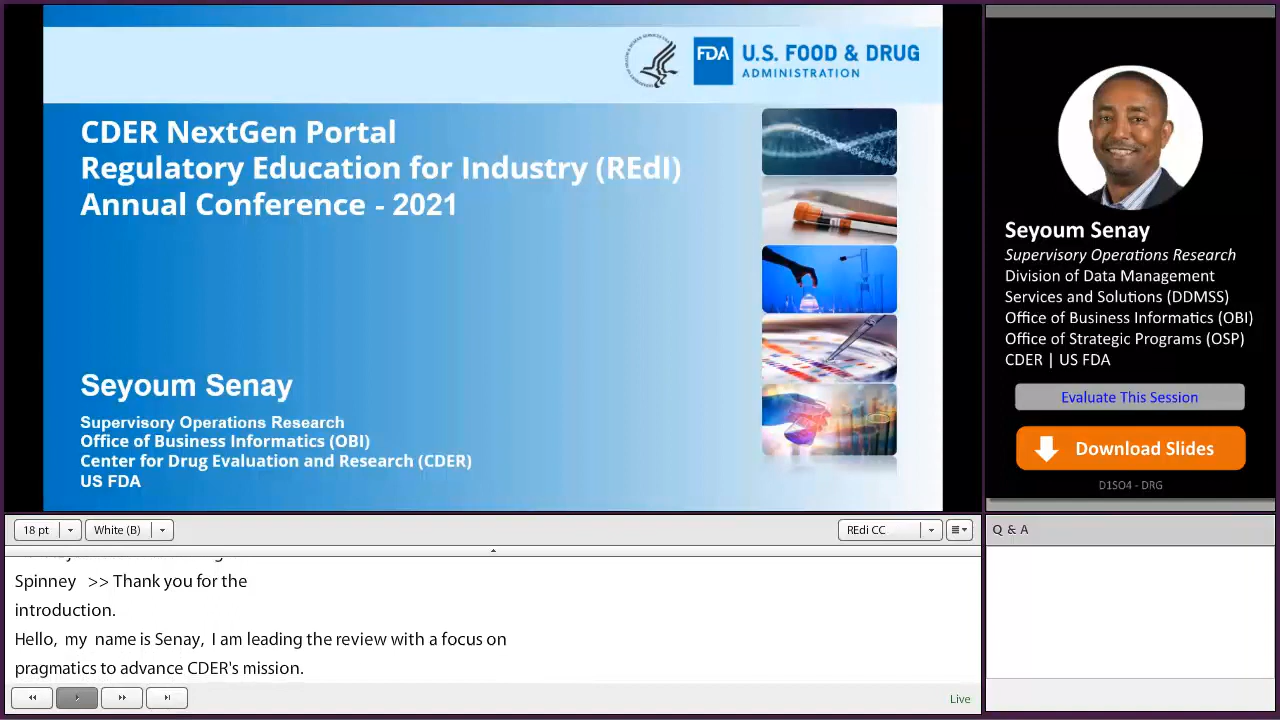 FDA U.S. FOOD & DRUG
ADMINISTRATION
CDER NextGen Portal
Regulatory Education for Industry (REdI)
Annual Conference - 2021
Seyoum Senay
Supervisory Operations Research
Office of Business Informatics (OBI)
Center for Drug Evaluation and Research (CDER)
US FDA
Seyoum Senay
Supervisory Operations Research
Division of Data Management
Services and Solutions (DDMSS)
Office of Business Informatics (OBI)
Office of Strategic Programs (OSP)
CDER | US FDA
Evaluate This Session
Download Slides
D1SO4 - DRG
18 pt
White (B)
REdi CC
Spinney >> Thank you for the
introduction.
Hello, my name is Senay, I am leading the review with a focus on
pragmatics to advance CDER's mission.
Live
Q & A